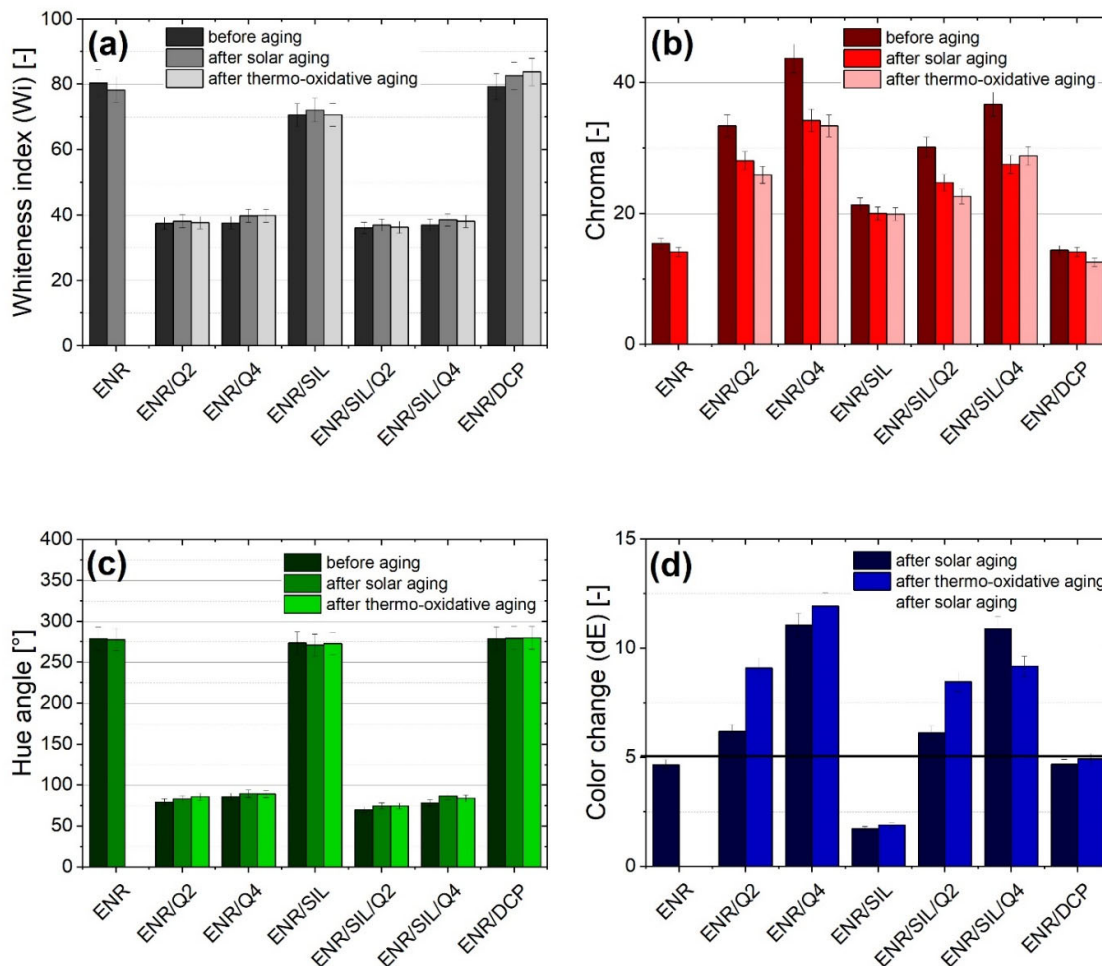 (a)
before aging
after solar aging
after thermo-oxidative aging
Whiteness index (Wi) [-]
100
80
60
40
20
0
ENR
ENR/Q2
ENR/Q4
ENR/SIL
ENR/SIL/Q2
ENR/SIL/Q4
ENR/DCP
(b)
before aging
after solar aging
after thermo-oxidative aging
Chroma [-]
40
20
0
ENR
ENR/Q2
ENR/Q4
ENR/SIL
ENR/SIL/Q2
ENR/SIL/Q4
ENR/DCP
(c)
before aging
after solar aging
after thermo-oxidative aging
Hue angle [°]
400
350
300
250
200
150
100
50
0
ENR
ENR/Q2
ENR/Q4
ENR/SIL
ENR/SIL/Q2
ENR/SIL/Q4
ENR/DCP
(d)
after solar aging
after thermo-oxidative aging
after solar aging
Color change (dE) [-]
15
10
5
0
ENR
ENR/Q2
ENR/Q4
ENR/SIL
ENR/SIL/Q2
ENR/SIL/Q4
ENR/DCP